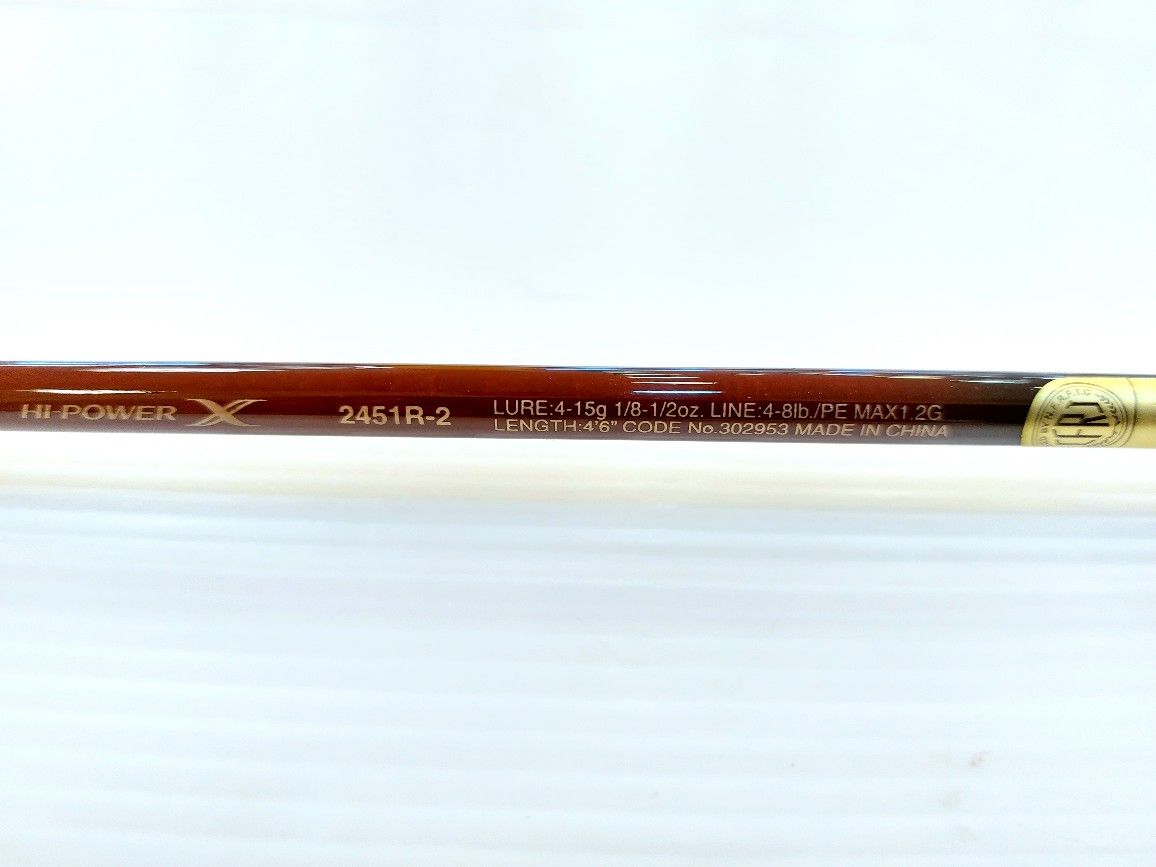 HI-POWER X 2451R-2 LURE:4-15g 1/8-1/2oz. LINE:4-8lb./PE MAX1.2G
LENGTH:4'6" CODE No.302953 MADE IN CHINA